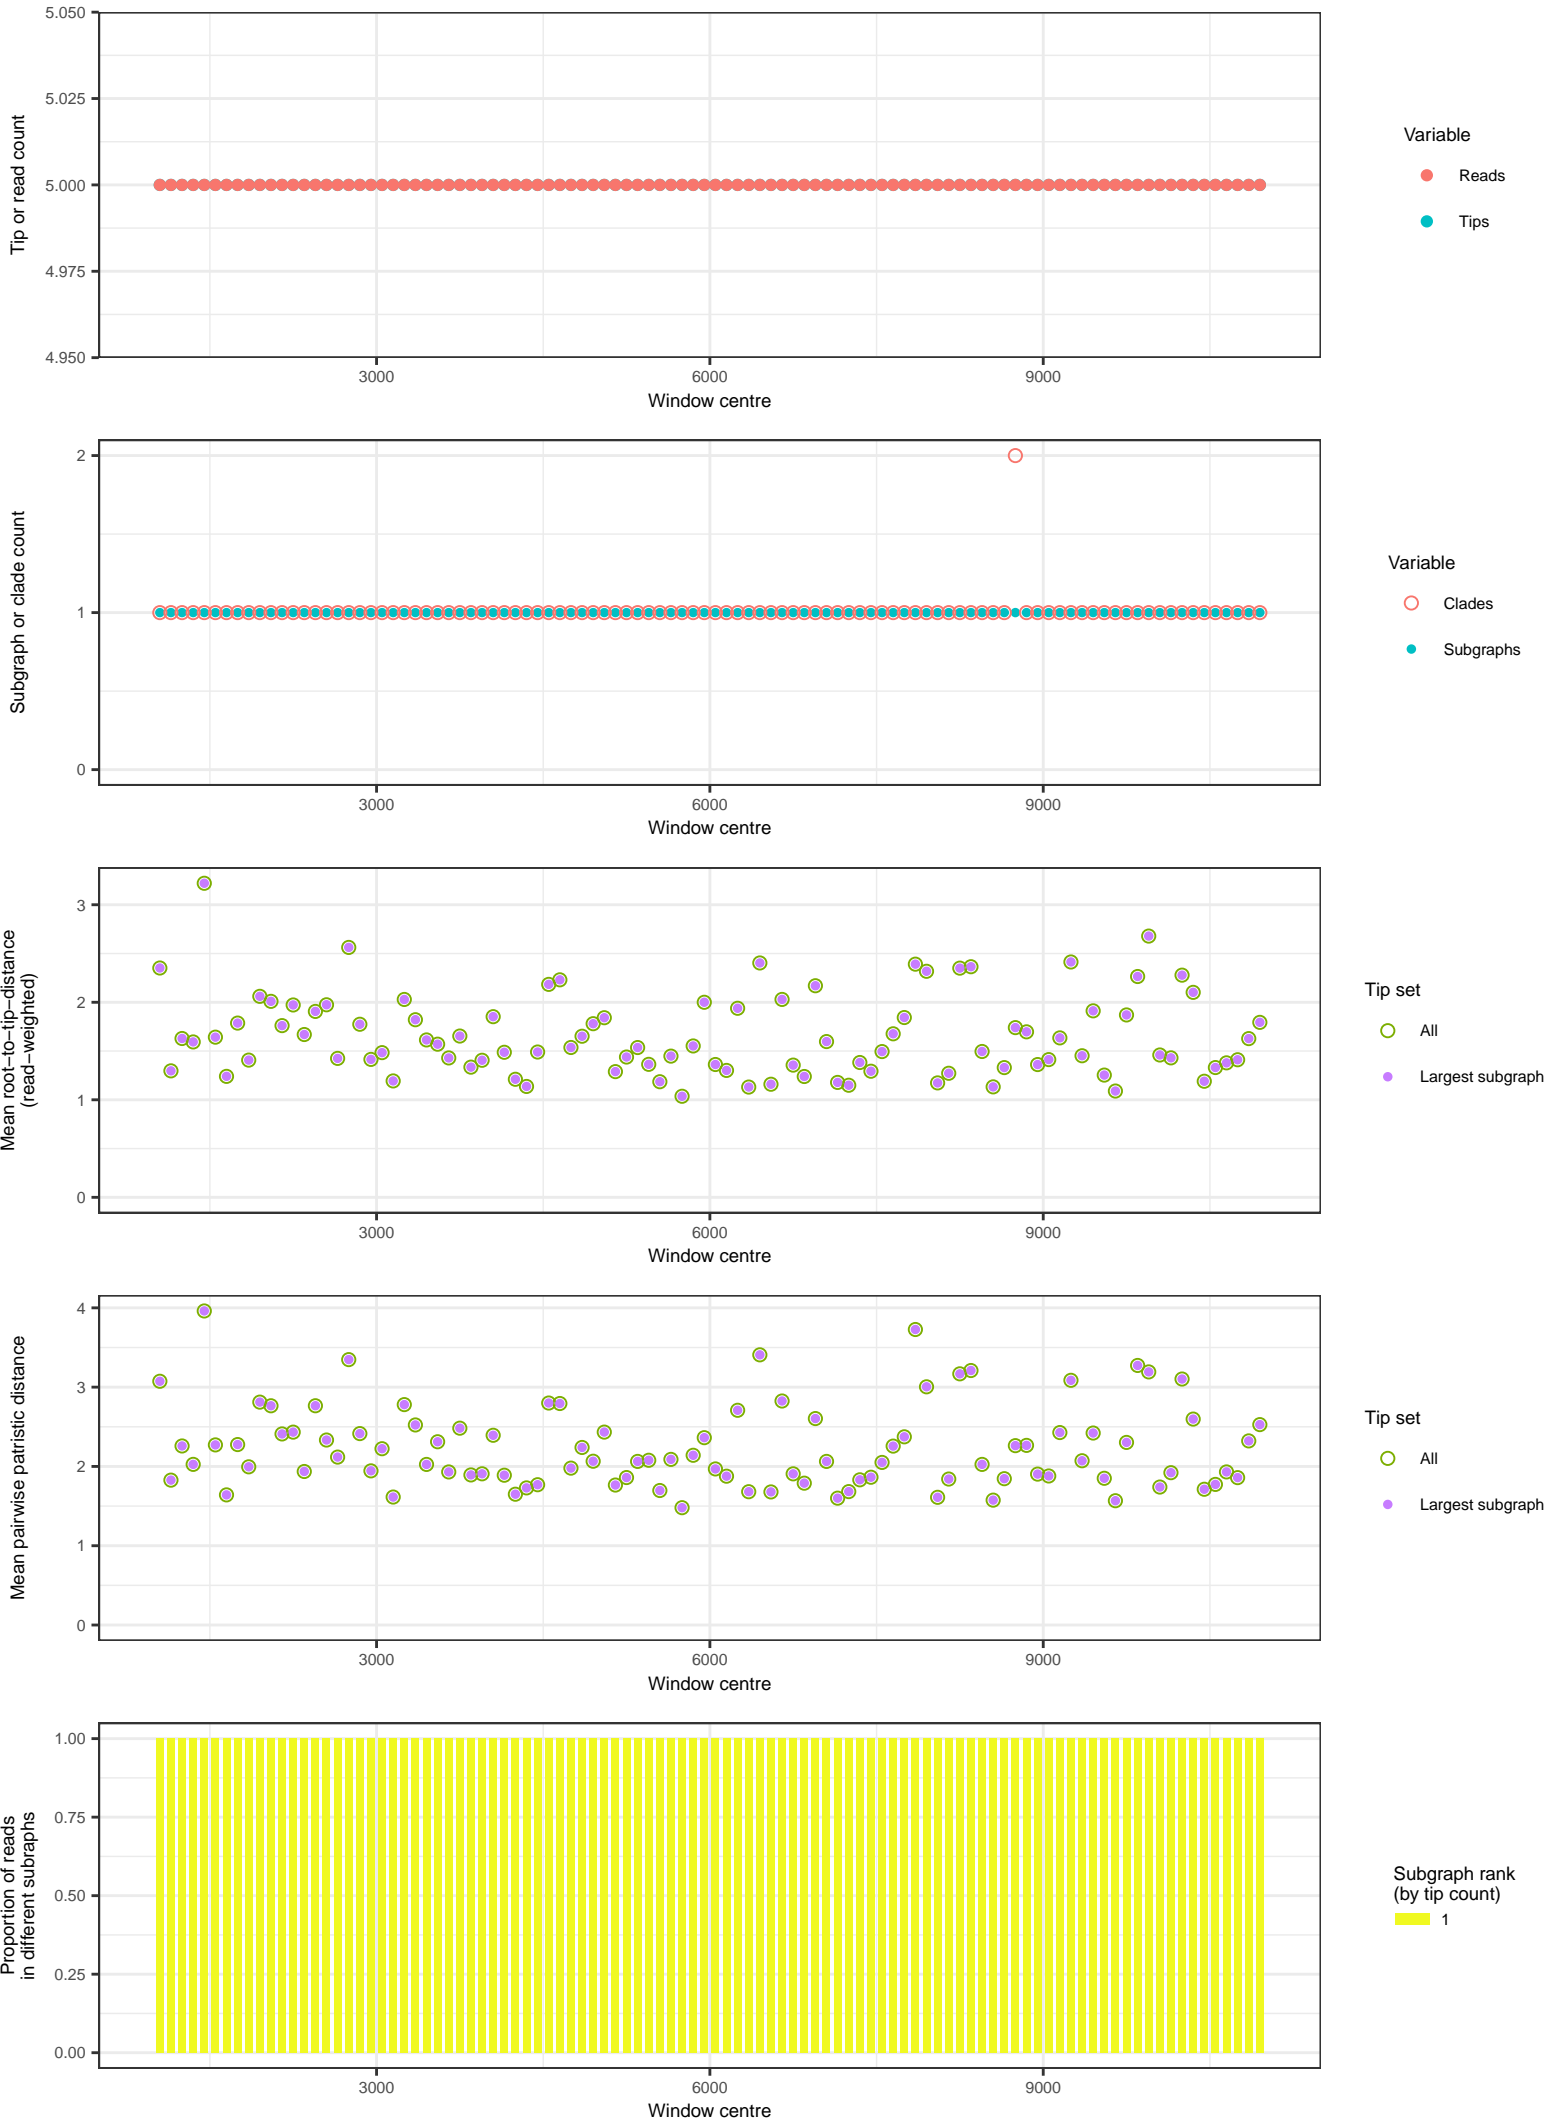 5.050
5.025
5.000
4.975
4.950
Tip or read count
3000 6000 9000
Window centre
Variable
Reads
Tips
2
1
0
Subgraph or clade count
3000 6000 9000
Window centre
Variable
Clades
Subgraphs
3
2
1
0
Mean root−to−tip−distance
(read−weighted)
3000 6000 9000
Window centre
Tip set
All
Largest subgraph
4
3
2
1
0
Mean pairwise patristic distance
3000 6000 9000
Window centre
Tip set
All
Largest subgraph
1.00
0.75
0.50
0.25
0.00
Proportion of reads
in different subraphs
3000 6000 9000
Window centre
Subgraph rank
(by tip count)
1